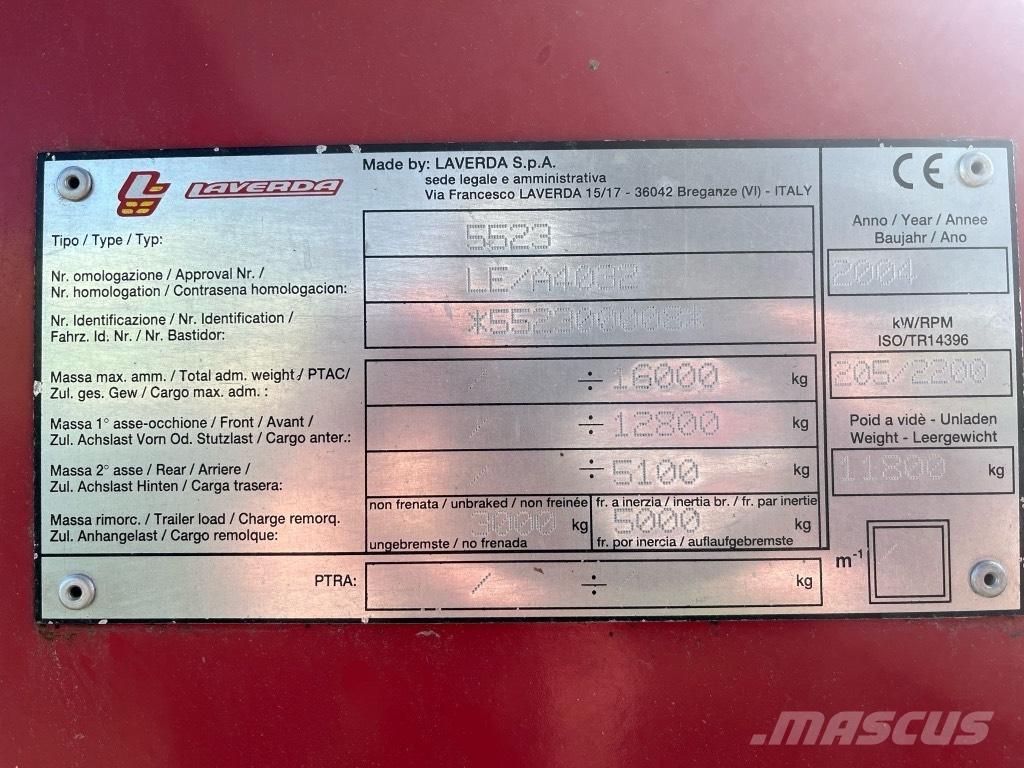 LAVERDA
Made by: LAVERDA S.p.A.
sede legale e amministrativa
Via Francesco LAVERDA 15/17 - 36042 Breganze (VI) - ITALY
CE
Tipo / Type / Typ:
5523
Nr. omologazione / Approval Nr. /
Nr. homologation / Contrasena homologacion:
LE/A4032
Nr. Identificazione / Nr. Identification /
Fahrz. Id. Nr. / Nr. Bastidor:
Anno / Year / Annee
Baujahr / Ano
2004
kW/RPM
ISO/TR14396
205/2200
Massa max. amm. / Total adm. weight / PTAC/
Zul. ges. Gew / Cargo max. adm. :
/ ÷ 16000 kg
Massa 1° asse-occhione / Front / Avant /
Zul. Achslast Vorn Od. Stutzlast / Cargo anter.:
/ ÷ 12800 kg
Poid a vidè - Unladen
Weight - Leergewicht
11800 kg
Massa 2° asse / Rear / Arriere /
Zul. Achslast Hinten / Carga trasera:
/ ÷ 5100 kg
Massa rimorc. / Trailer load / Charge remorq.
Zul. Anhangelast / Cargo remolque:
non frenata / unbraked / non freinée
3000 kg
ungebremste / no frenada
fr. a inerzia / inertia br. / fr. par inertie
5000 kg
fr. por inercia / auflaufgebremste
PTRA:
/ ÷ kg
m-1
/
MASCUS